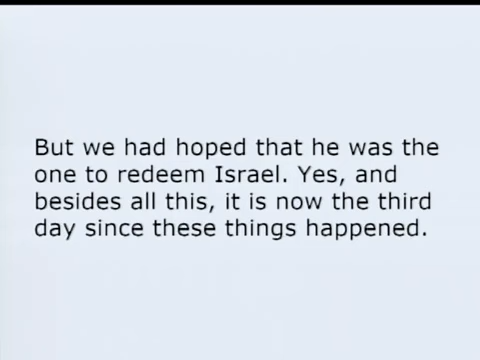 But we had hoped that he was the
one to redeem Israel. Yes, and
besides all this, it is now the third
day since these things happened.